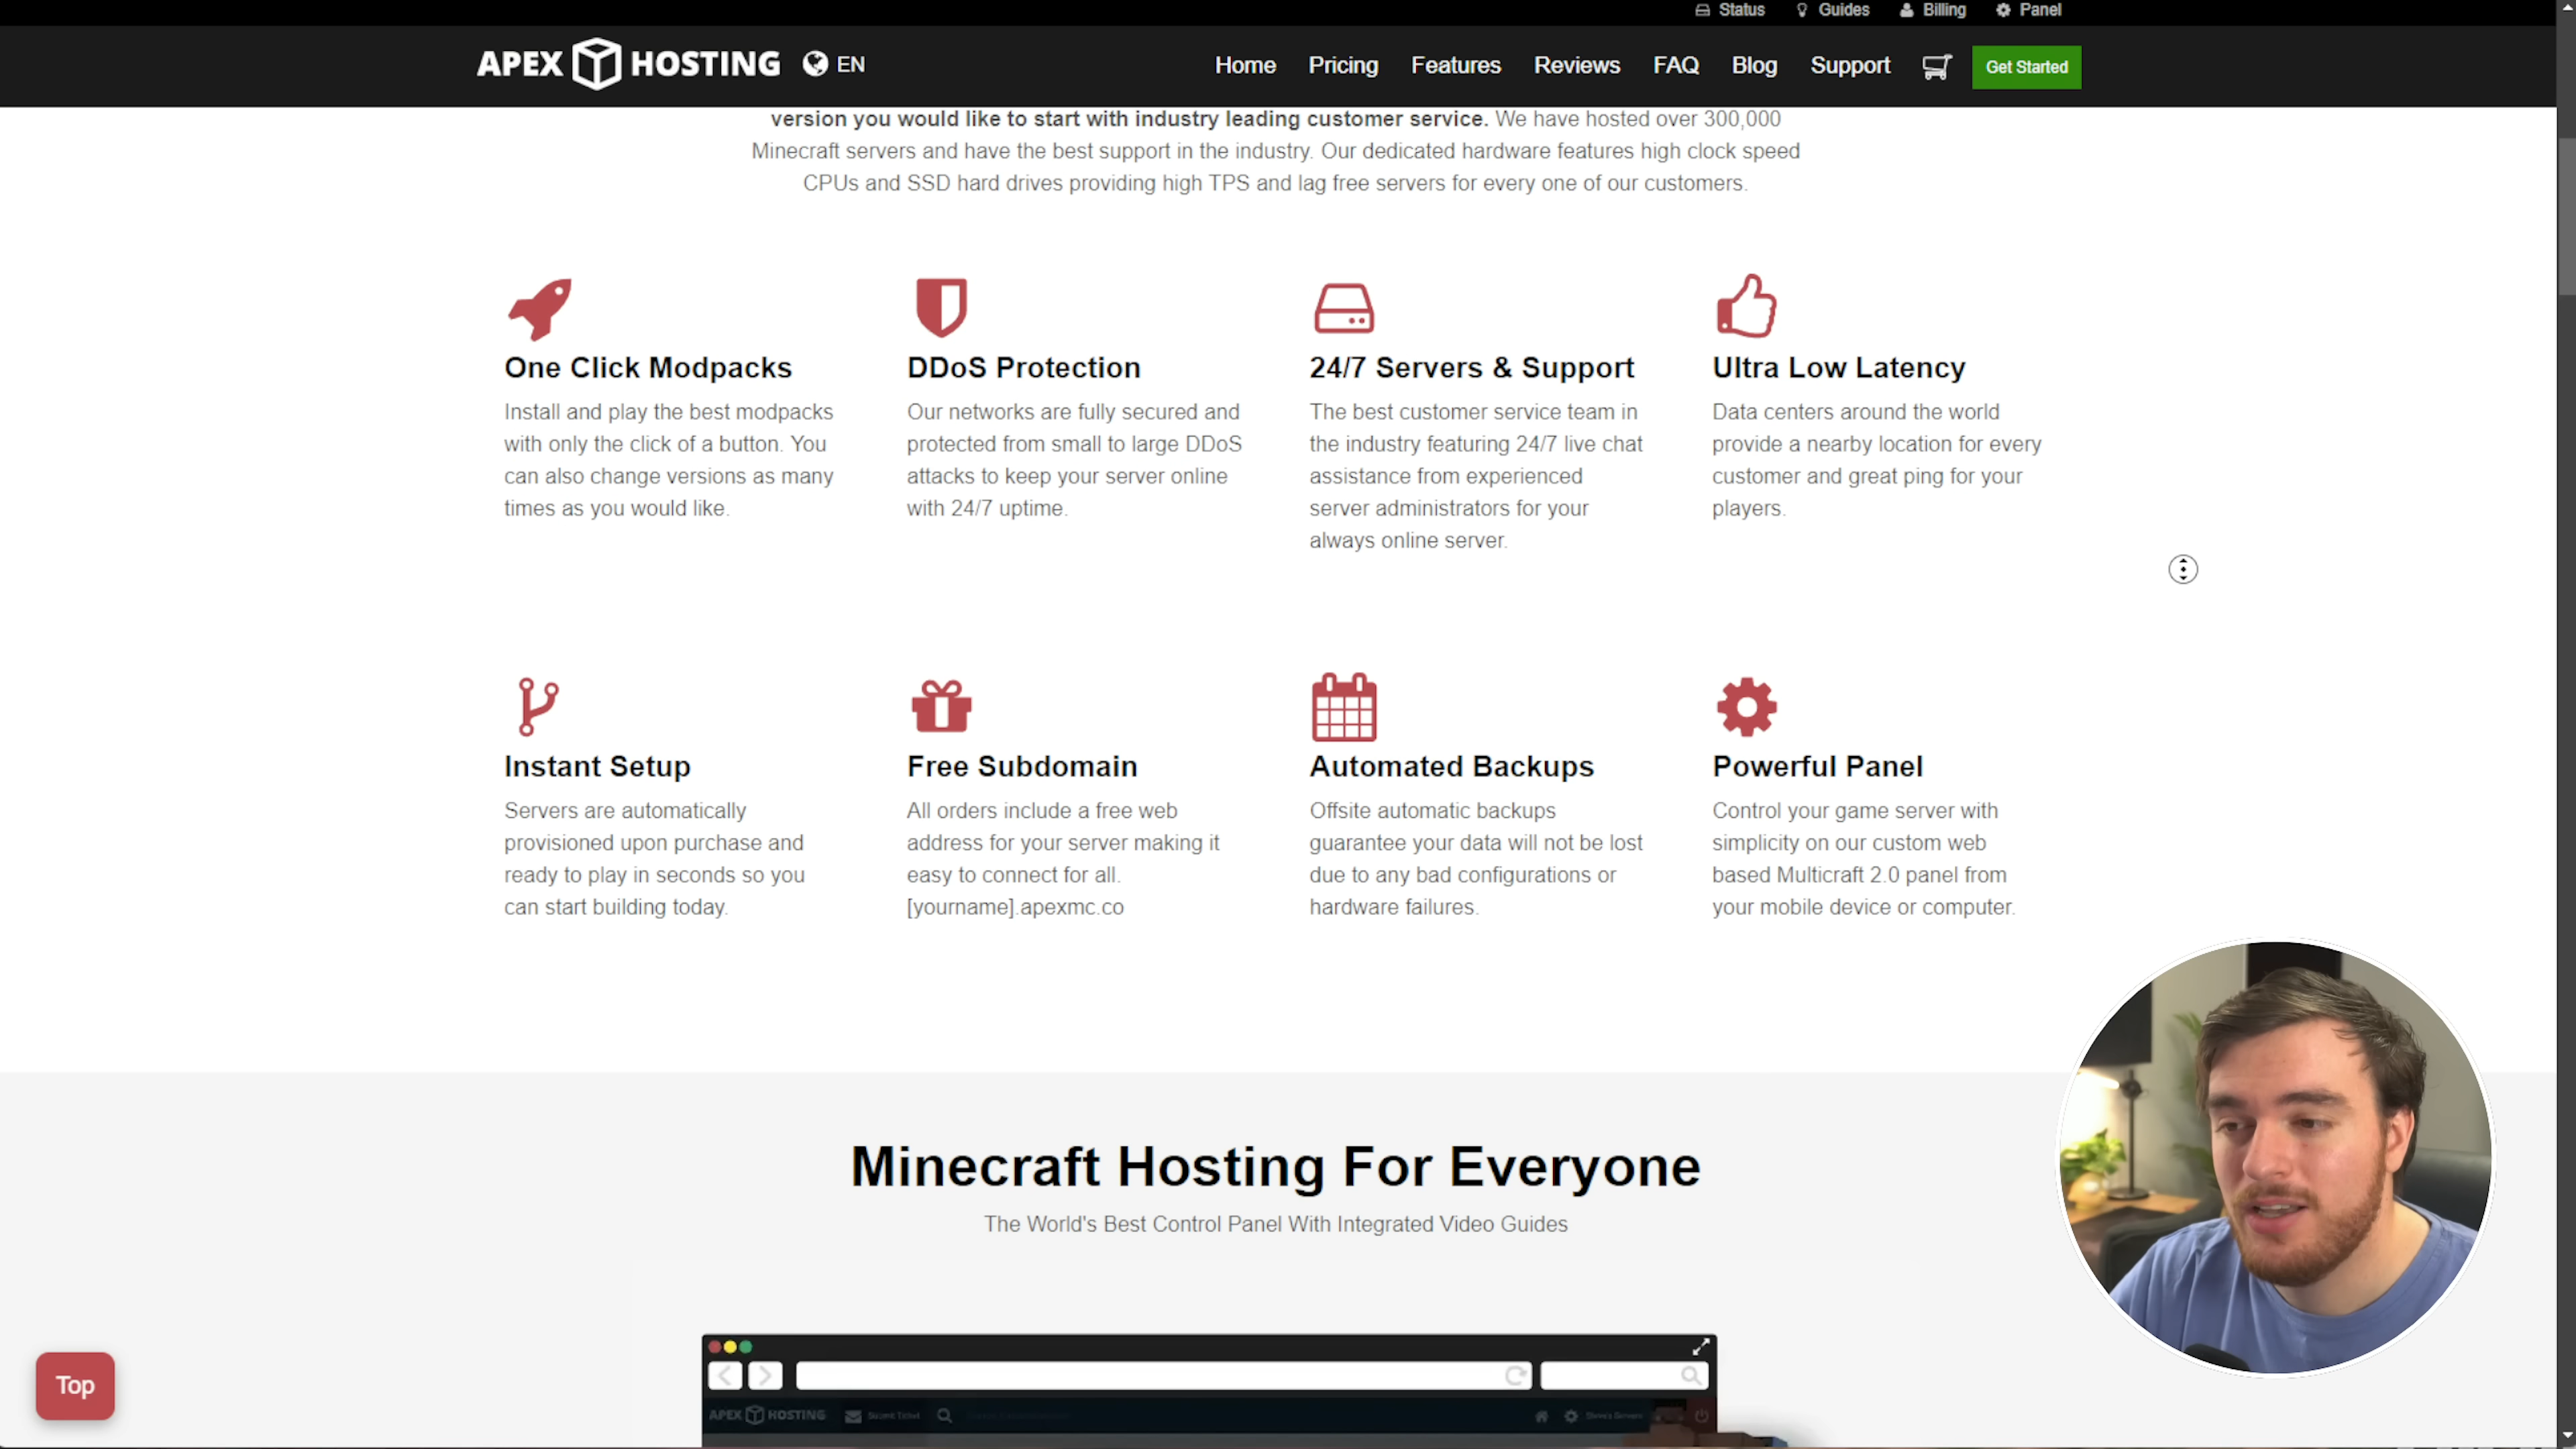 Status Guides Billing Panel
APEX HOSTING EN Home Pricing Features Reviews FAQ Blog Support Get Started
version you would like to start with industry leading customer service. We have hosted over 300,000
Minecraft servers and have the best support in the industry. Our dedicated hardware features high clock speed
CPUs and SSD hard drives providing high TPS and lag free servers for every one of our customers.
One Click Modpacks
Install and play the best modpacks
with only the click of a button. You
can also change versions as many
times as you would like.
DDoS Protection
Our networks are fully secured and
protected from small to large DDoS
attacks to keep your server online
with 24/7 uptime.
24/7 Servers & Support
The best customer service team in
the industry featuring 24/7 live chat
assistance from experienced
server administrators for your
always online server.
Ultra Low Latency
Data centers around the world
provide a nearby location for every
customer and great ping for your
players.
Instant Setup
Servers are automatically
provisioned upon purchase and
ready to play in seconds so you
can start building today.
Free Subdomain
All orders include a free web
address for your server making it
easy to connect for all.
[yourname].apexmc.co
Automated Backups
Offsite automatic backups
guarantee your data will not be lost
due to any bad configurations or
hardware failures.
Powerful Panel
Control your game server with
simplicity on our custom web
based Multicraft 2.0 panel from
your mobile device or computer.
Minecraft Hosting For Everyone
The World's Best Control Panel With Integrated Video Guides
Top
APEX HOSTING